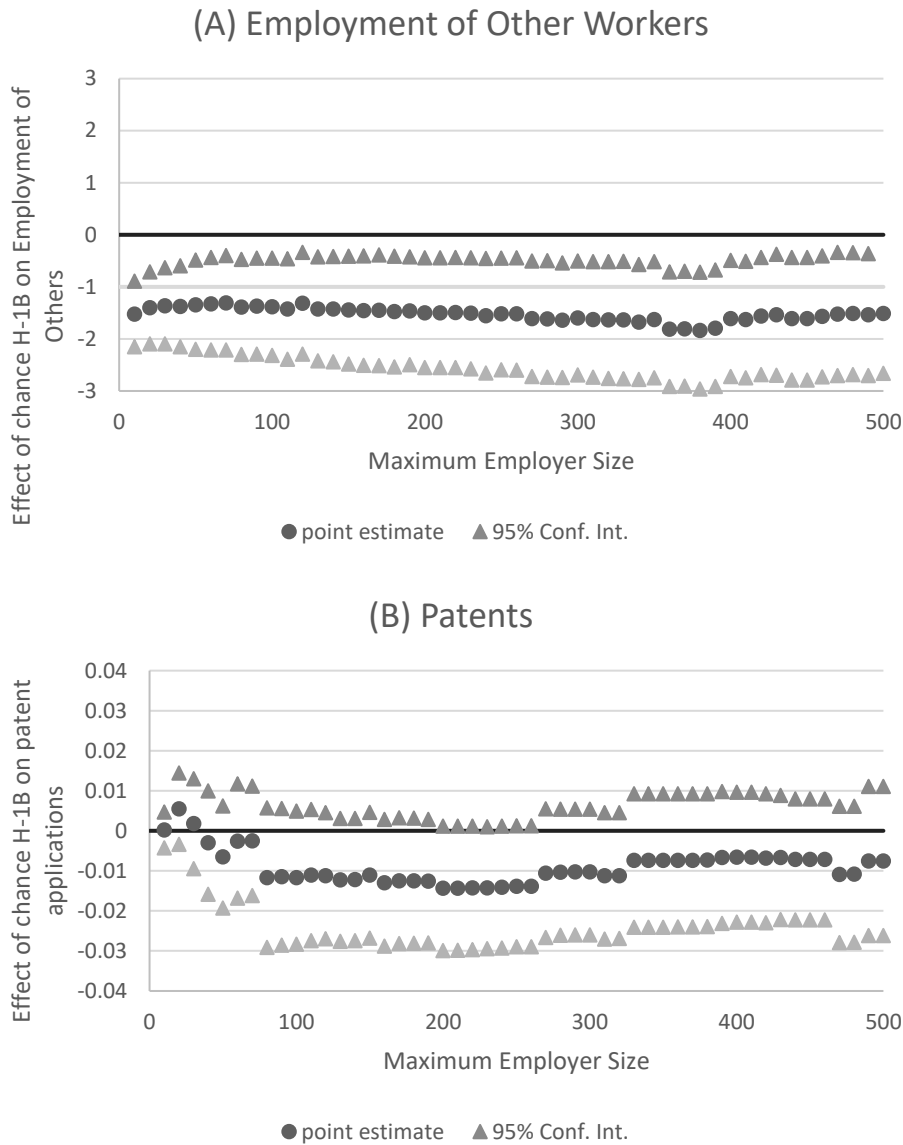 (A) Employment of Other Workers
Effect of chance H-1B on Employment of
Others
3
2
1
0
-1
-2
-3
0
100
200
300
400
500
Maximum Employer Size
point estimate
95% Conf. Int.
(B) Patents
Effect of chance H-1B on patent
applications
0.04
0.03
0.02
0.01
0
-0.01
-0.02
-0.03
-0.04
0
100
200
300
400
500
Maximum Employer Size
point estimate
95% Conf. Int.